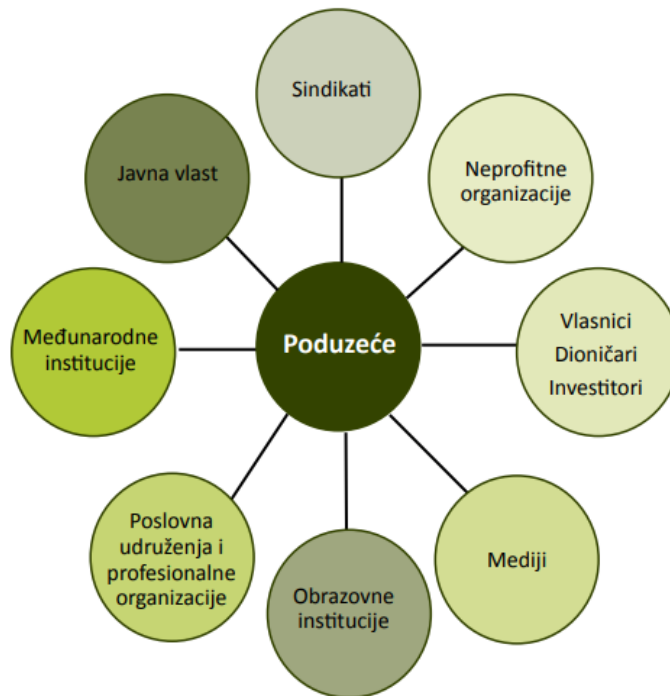 Sindikati
Javna vlast
Neprofitne
organizacije
Međunarodne
institucije
Poduzeće
Vlasnici
Dioničari
Investitori
Poslovna
udruženja i
profesionalne
organizacije
Obrazovne
institucije
Mediji